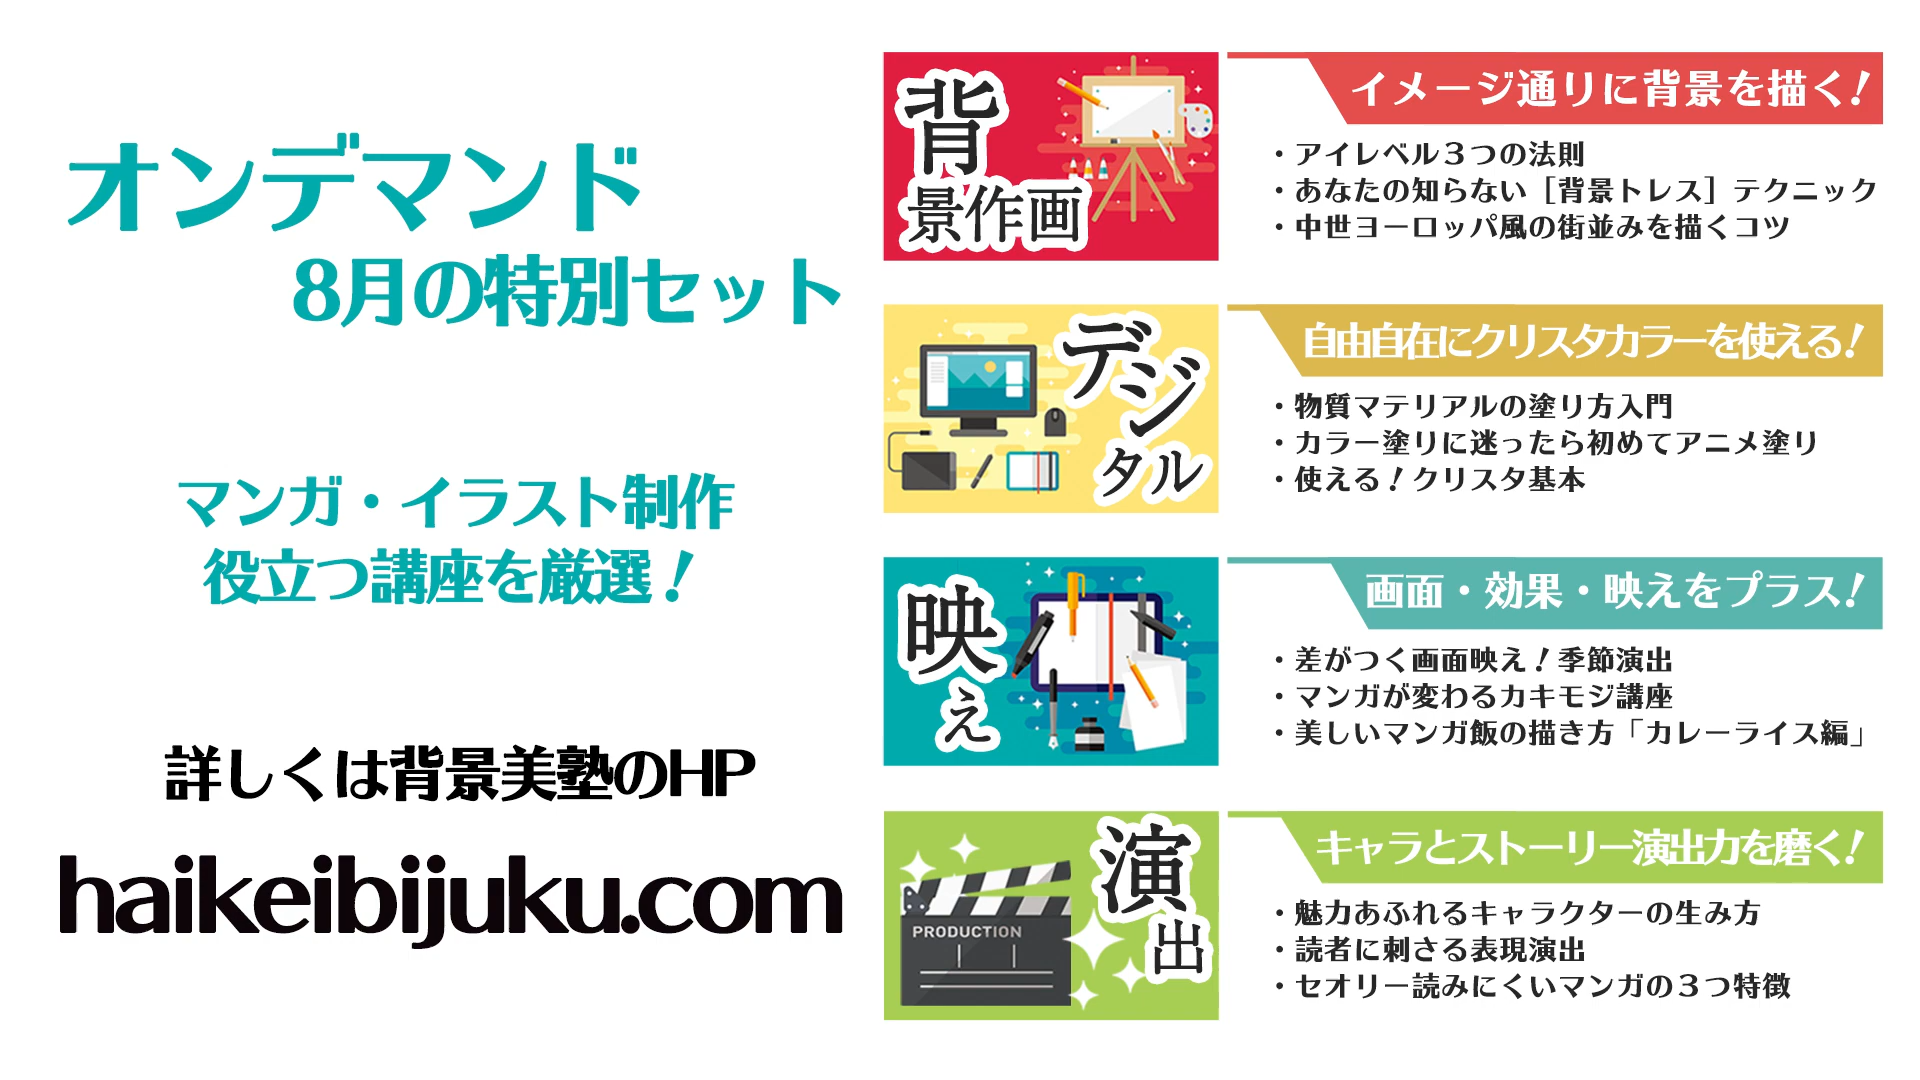 オンデマンド
8月の特別セット
マンガ・イラスト制作
役立つ講座を厳選！
詳しくは背景美塾のHP
haikeibijuku.com
背
景作画
イメージ通りに背景を描く！
・アイレベル３つの法則
・あなたの知らない［背景トレス］テクニック
・中世ヨーロッパ風の街並みを描くコツ
デジ
タル
自由自在にクリスタカラーを使える！
・物質マテリアルの塗り方入門
・カラー塗りに迷ったら初めてアニメ塗り
・使える！クリスタ基本
映
え
画面・効果・映えをプラス！
・差がつく画面映え！季節演出
・マンガが変わるカキモジ講座
・美しいマンガ飯の描き方「カレーライス編」
演
出
PRODUCTION
キャラとストーリー演出力を磨く！
・魅力あふれるキャラクターの生み方
・読者に刺さる表現演出
・セオリー読みにくいマンガの３つ特徴